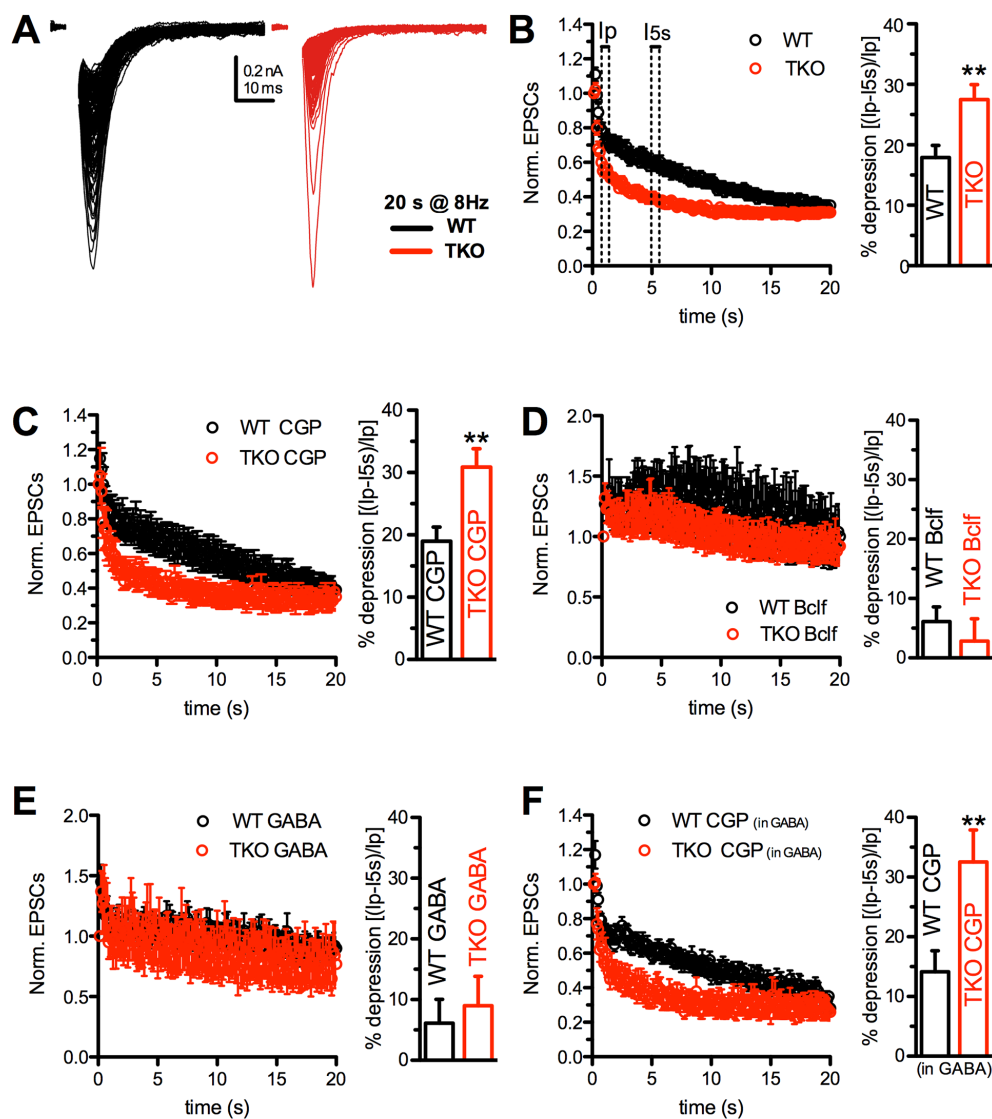 A
0.2 nA
10 ms
20 s @ 8Hz
WT
TKO
B
Norm. EPSCs
1.4
1.2
1.0
0.8
0.6
0.4
0.2
0.0
Ip
I5s
WT
TKO
0
5
10
15
20
time (s)
% depression [(Ip-I5s)/Ip]
40
30
20
10
0
**
WT
TKO
C
Norm. EPSCs
1.4
1.2
1.0
0.8
0.6
0.4
0.2
0.0
WT CGP
TKO CGP
0
5
10
15
20
time (s)
% depression [(Ip-I5s)/Ip]
40
30
20
10
0
**
WT CGP
TKO CGP
D
Norm. EPSCs
2.0
1.5
1.0
0.5
0.0
WT Bclf
TKO Bclf
0
5
10
15
20
time (s)
% depression [(Ip-I5s)/Ip]
40
30
20
10
0
WT Bclf
TKO Bclf
E
Norm. EPSCs
2.0
1.5
1.0
0.5
0.0
WT GABA
TKO GABA
0
5
10
15
20
time (s)
% depression [(Ip-I5s)/Ip]
40
30
20
10
0
WT GABA
TKO GABA
F
Norm. EPSCs
1.4
1.2
1.0
0.8
0.6
0.4
0.2
0.0
WT CGP (in GABA)
TKO CGP (in GABA)
0
5
10
15
20
time (s)
% depression [(Ip-I5s)/Ip]
40
30
20
10
0
**
WT CGP
TKO CGP
(in GABA)